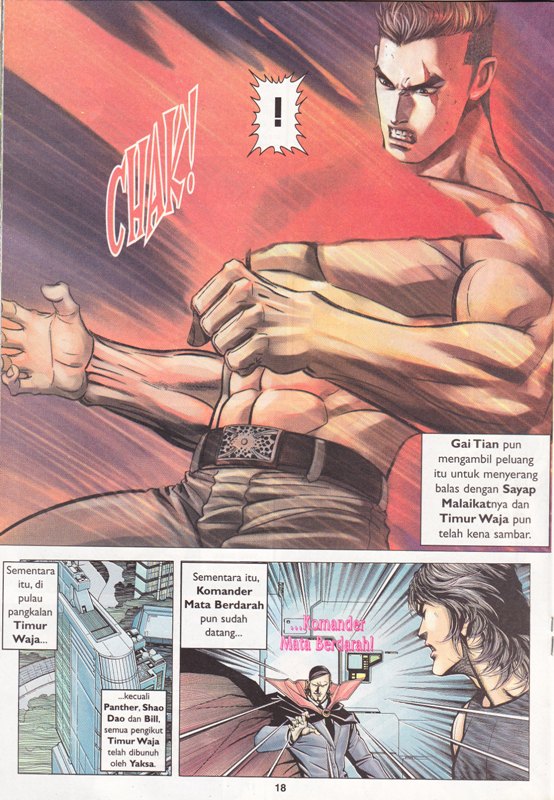 !
CHAK!
Gai Tian pun
mengambil peluang
itu untuk menyerang
balas dengan Sayap
Malaikatnya dan
Timur Waja pun
telah kena sambar.
Sementara
itu, di
pulau
pangkalan
Timur
Waja...
...kecuali
Panther, Shao
Dao dan Bill,
semua pengikut
Timur Waja
telah dibunuh
oleh Yaksa.
Sementara itu,
Komander
Mata Berdarah
pun sudah
datang...
...Komander
Mata Berdarah!
18